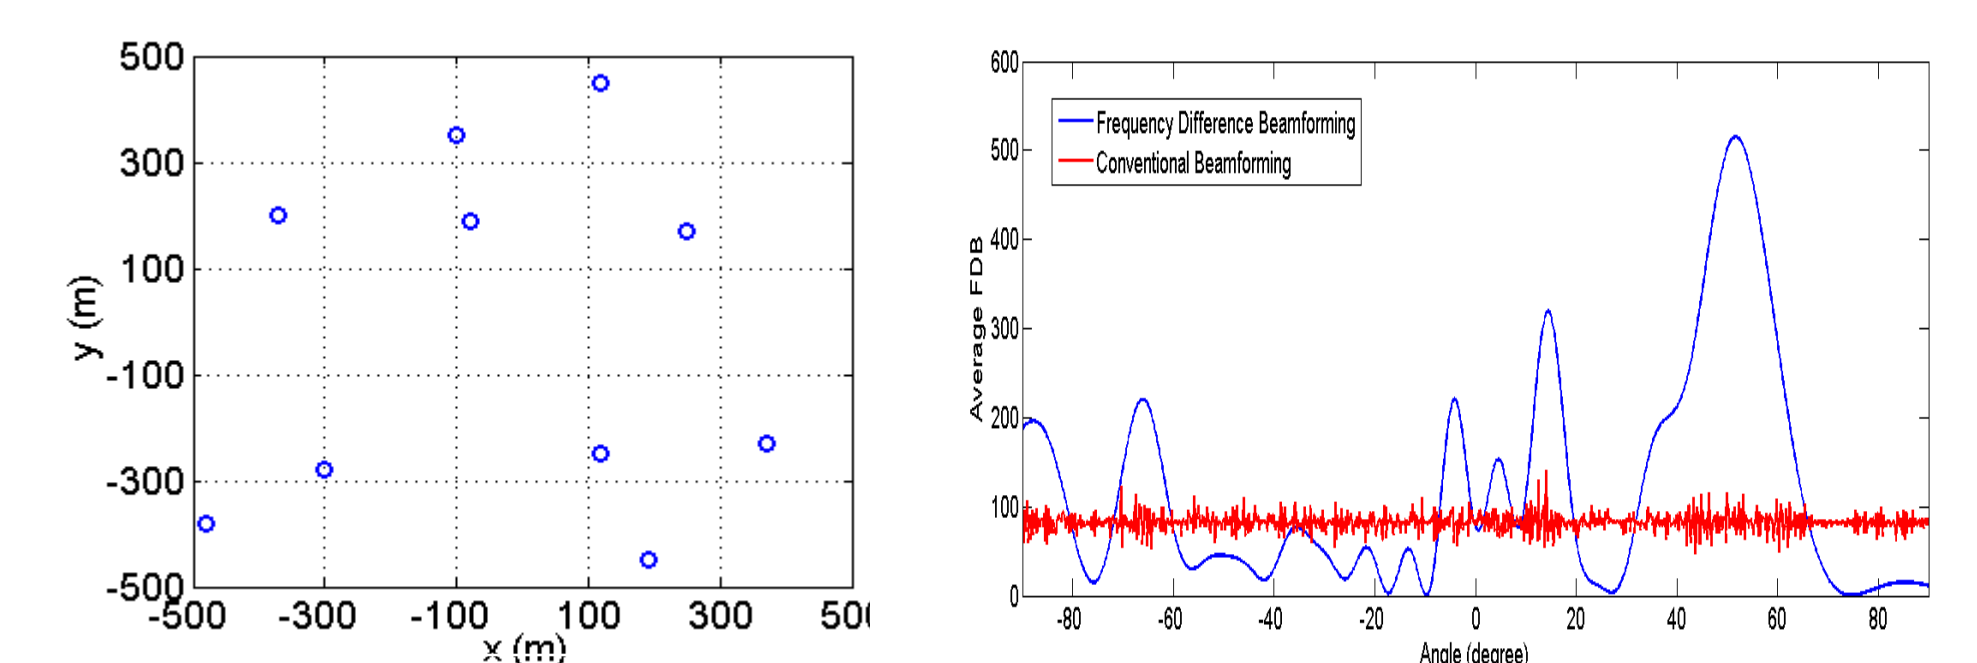 500
300
100
-100
-300
-500
y (m)
-500 -300 -100 100 300 50
x (m)
600
500
400
300
200
100
0
Average FDB
Frequency Difference Beamforming
Conventional Beamforming
-80 -60 -40 -20 0 20 40 60 80
Angle (degree)